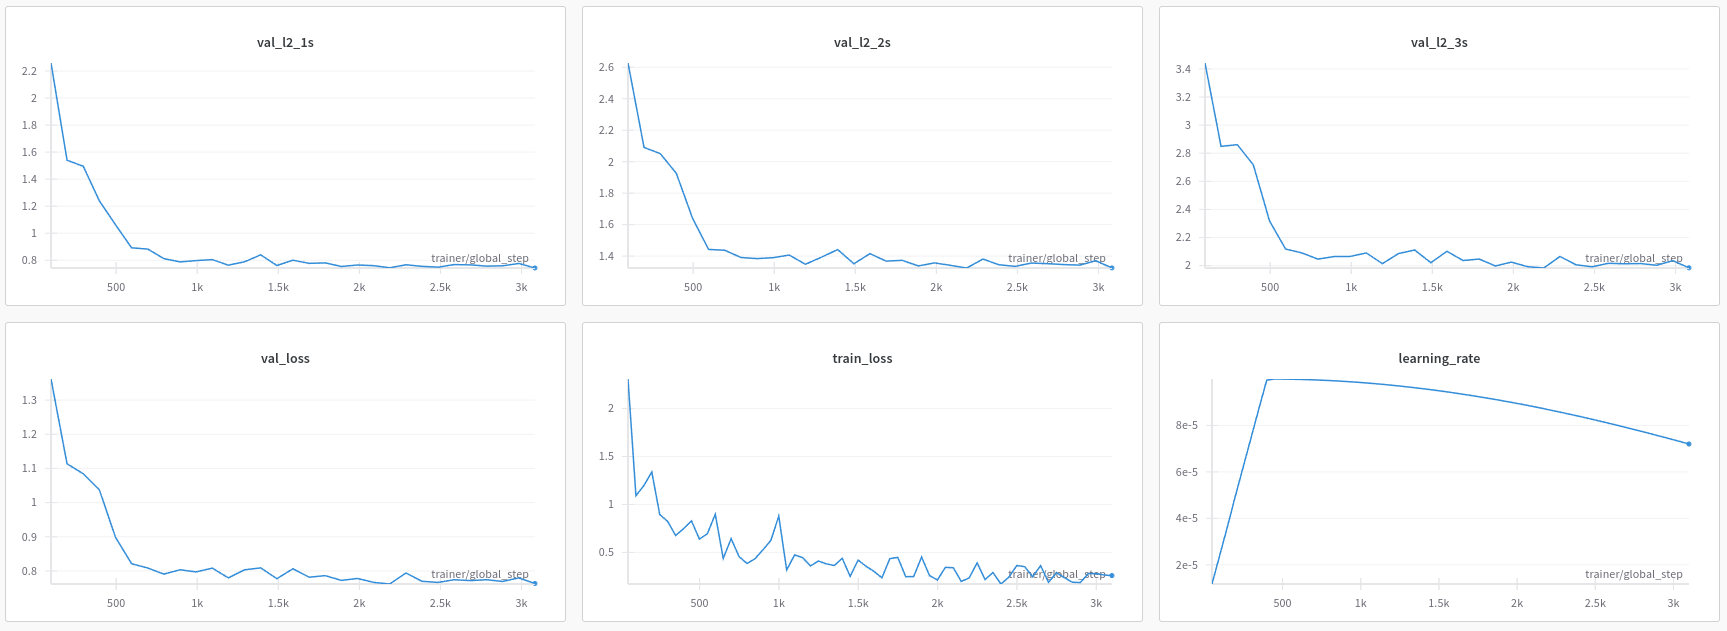 val_l2_1s
2.2
2
1.8
1.6
1.4
1.2
1
0.8
trainer/global_step
500 1k 1.5k 2k 2.5k 3k
val_l2_2s
2.6
2.4
2.2
2
1.8
1.6
1.4
trainer/global_step
500 1k 1.5k 2k 2.5k 3k
val_l2_3s
3.4
3.2
3
2.8
2.6
2.4
2.2
2
trainer/global_step
500 1k 1.5k 2k 2.5k 3k
val_loss
1.3
1.2
1.1
1
0.9
0.8
trainer/global_step
500 1k 1.5k 2k 2.5k 3k
train_loss
2
1.5
1
0.5
trainer/global_step
500 1k 1.5k 2k 2.5k 3k
learning_rate
8e-5
6e-5
4e-5
2e-5
trainer/global_step
500 1k 1.5k 2k 2.5k 3k